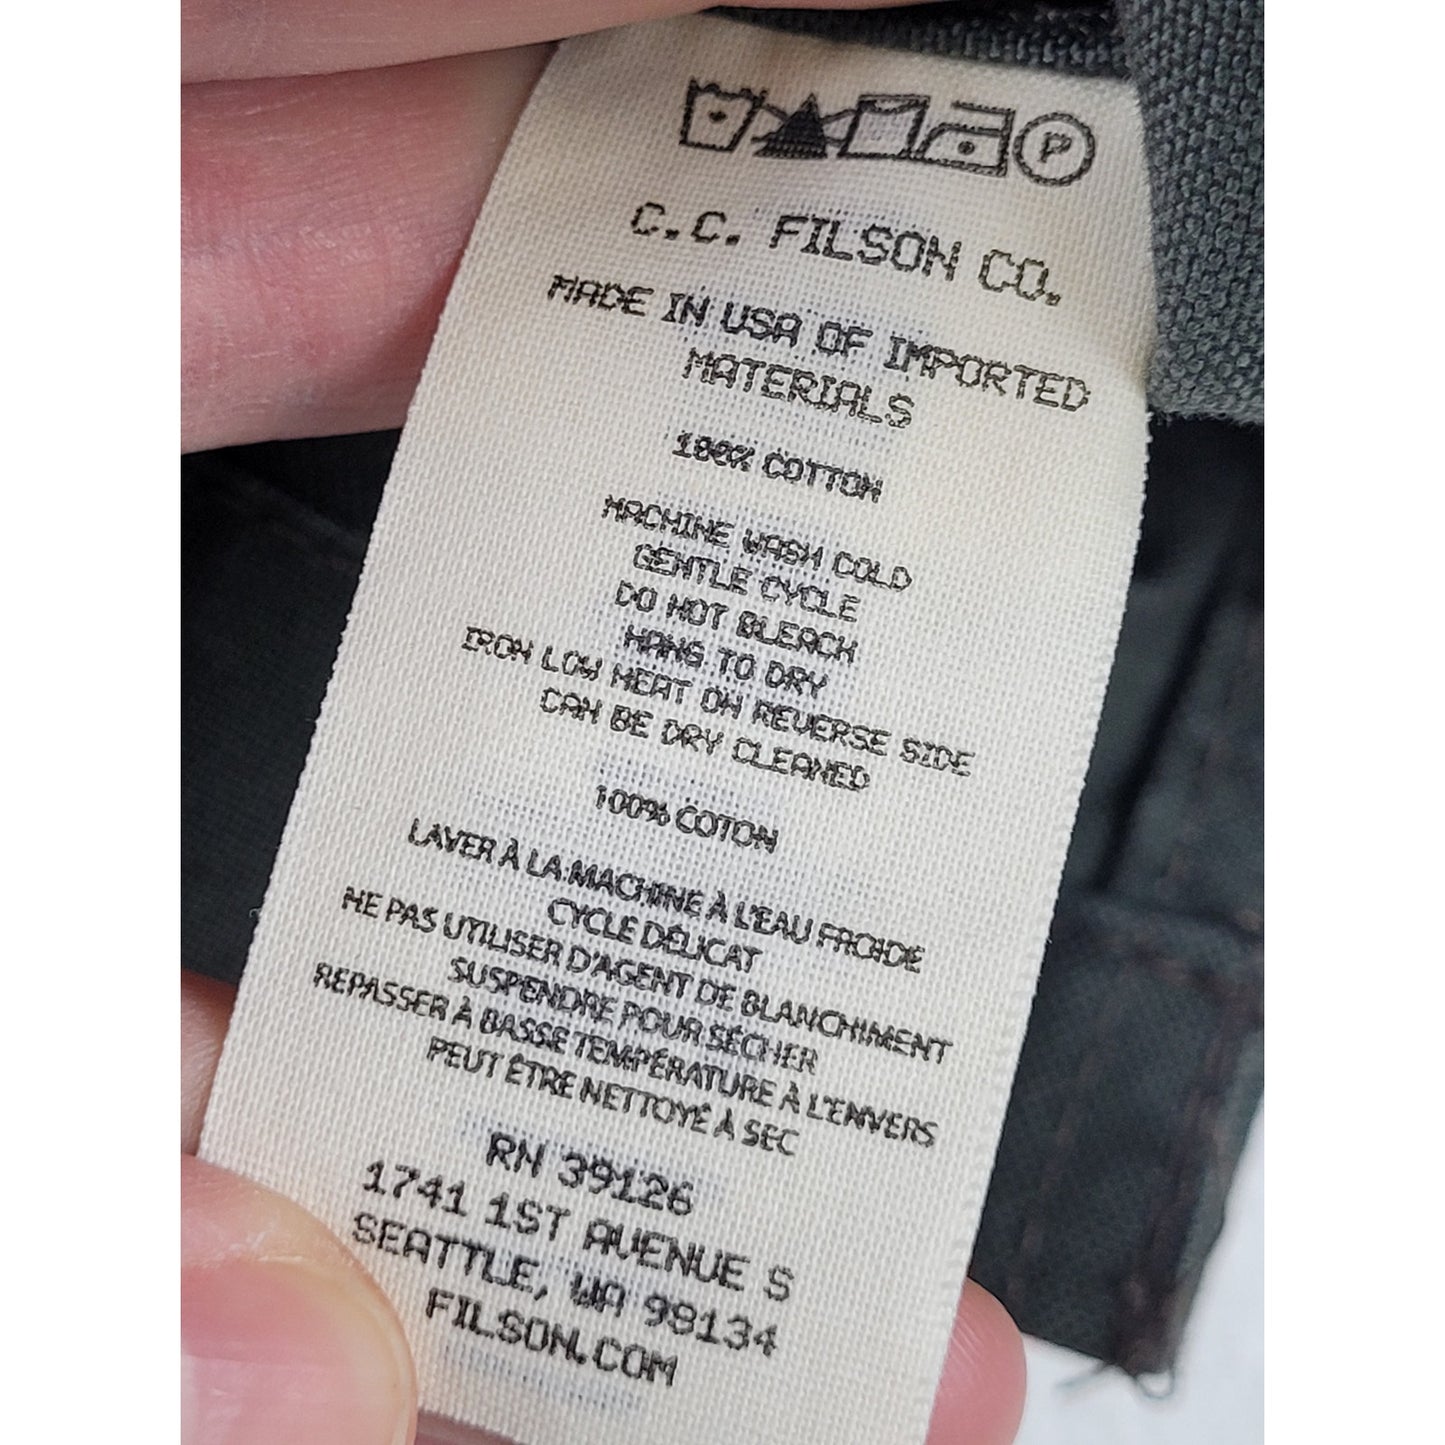 P
C.C. FILSON CO.
MADE IN USA OF IMPORTED
MATERIALS
100% COTTON
MACHINE WASH COLD
GENTLE CYCLE
DO NOT BLEACH
HANG TO DRY
IRON LOW HEAT ON REVERSE SIDE
CAN BE DRY CLEANED
100% COTON
LAVER À LA MACHINE À L'EAU FROIDE
CYCLE DÉLICAT
NE PAS UTILISER D'AGENT DE BLANCHIMENT
SUSPENDRE POUR SÉCHER
REPASSER À BASSE TEMPÉRATURE À L'ENVERS
PEUT ÊTRE NETTOYÉ À SEC
RN 39126
1741 1ST AVENUE S
SEATTLE, WA 98134
FILSON.COM